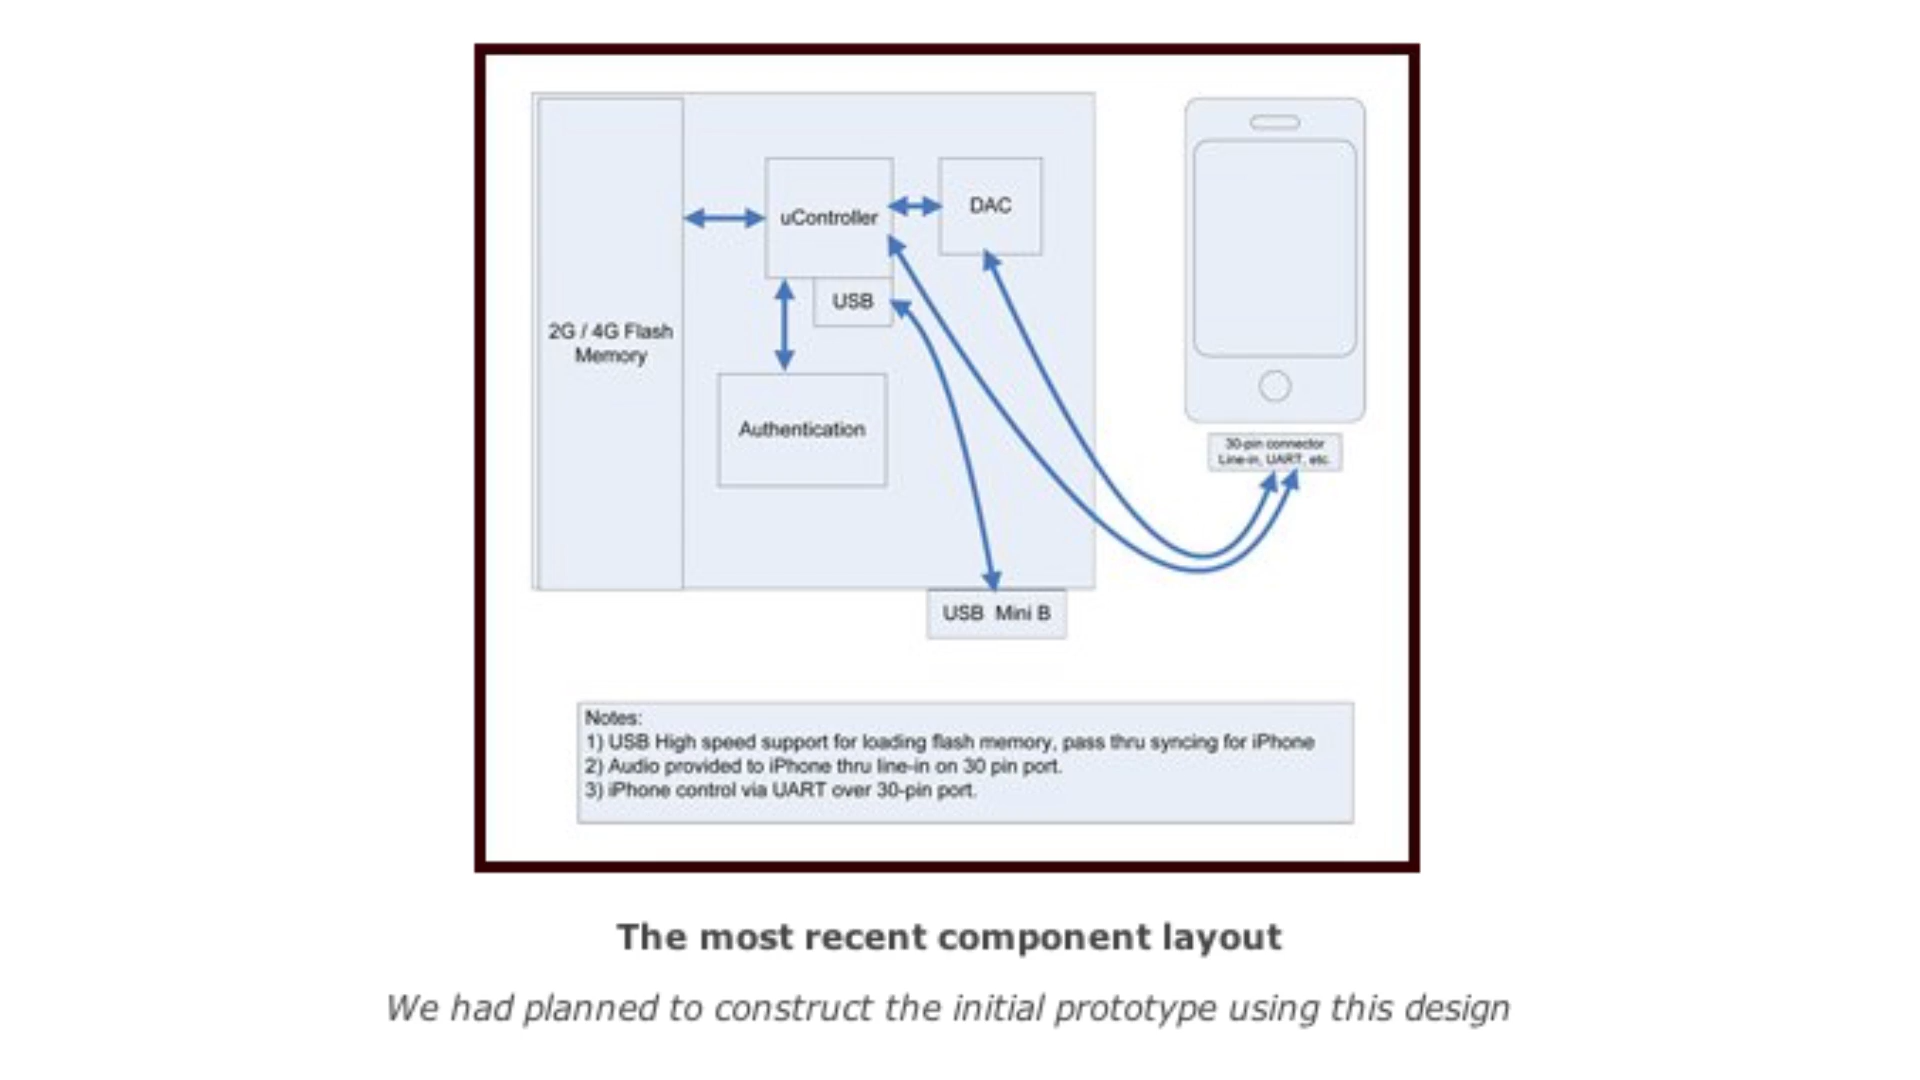 uController
DAC
USB
2G / 4G Flash
Memory
Authentication
30-pin connector
Line-in, UART, etc.
USB Mini B
Notes:
1) USB High speed support for loading flash memory, pass thru syncing for iPhone
2) Audio provided to iPhone thru line-in on 30 pin port.
3) iPhone control via UART over 30-pin port.
The most recent component layout
We had planned to construct the initial prototype using this design